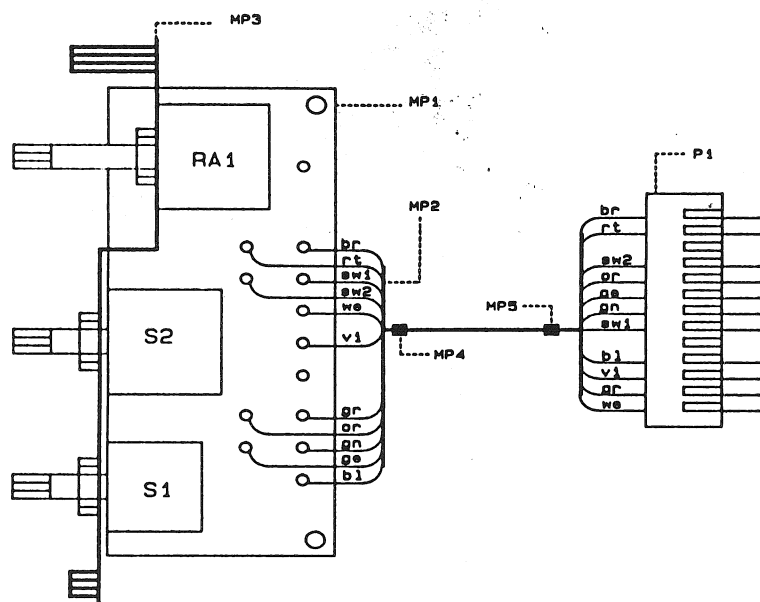 MP3
MP1
RA1
P1
MP2
br
rt
sw1
sw2
we
vi
S2
MP4
MP5
br
rt
sw2
or
ge
gn
sw1
bl
vi
gr
we
gr
or
gn
ge
bl
S1